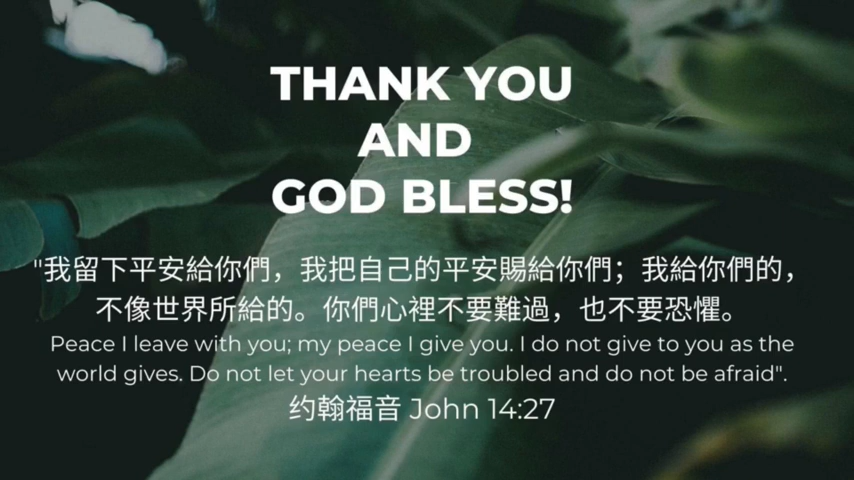 THANK YOU
AND
GOD BLESS!
"我留下平安給你們，我把自己的平安賜給你們；我給你們的，
不像世界所給的。你們心裡不要難過，也不要恐懼。
Peace I leave with you; my peace I give you. I do not give to you as the
world gives. Do not let your hearts be troubled and do not be afraid".
约翰福音 John 14:27